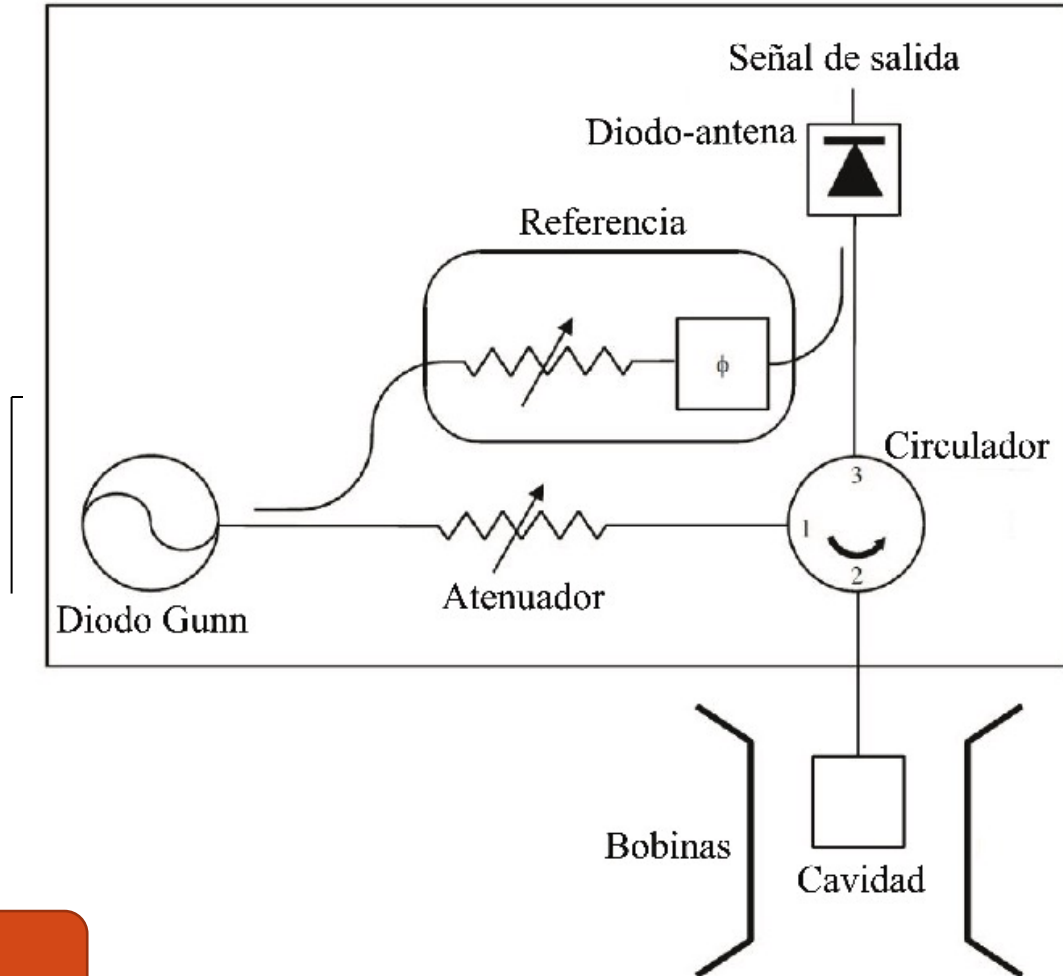 Señal de salida
Diodo-antena
Referencia
ϕ
Circulador
3
1
2
Diodo Gunn
Atenuador
Bobinas
Cavidad